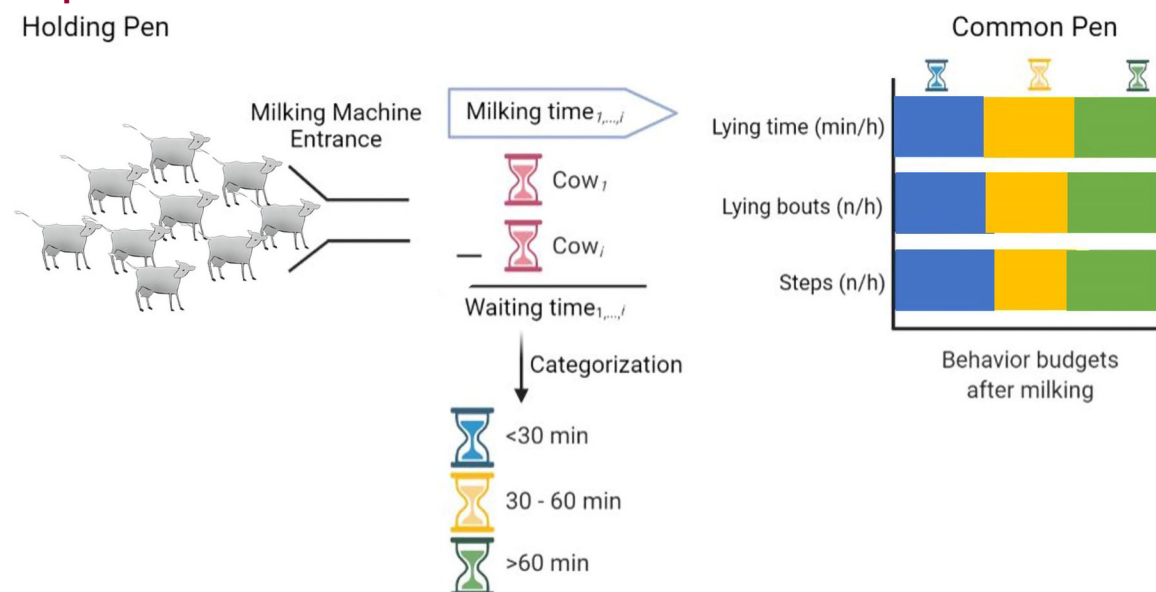 Holding Pen
Milking Machine
Entrance
Milking time1,...,i
Cow1
— Cowi
Waiting time1,...,i
Categorization
<30 min
30 - 60 min
>60 min
Common Pen
Lying time (min/h)
Lying bouts (n/h)
Steps (n/h)
Behavior budgets
after milking